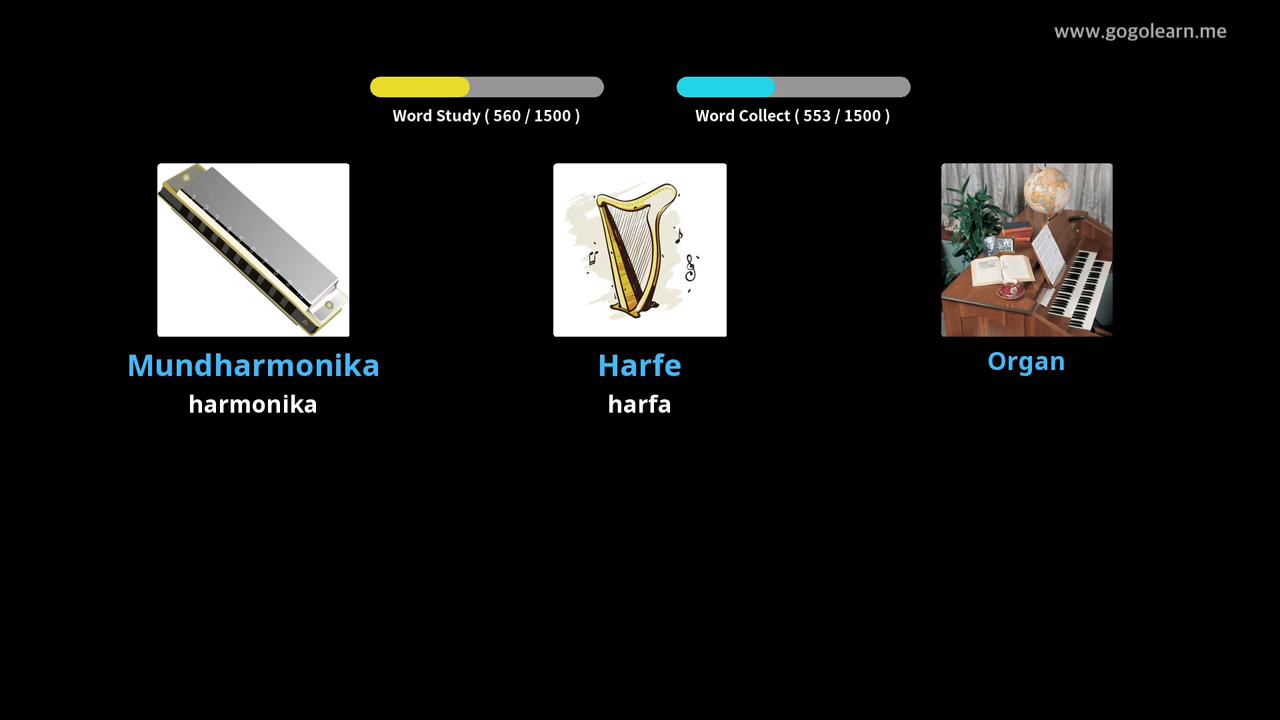 www.gogolearn.me
Word Study ( 560 / 1500 )
Word Collect ( 553 / 1500 )
Mundharmonika
harmonika
Harfe
harfa
Organ